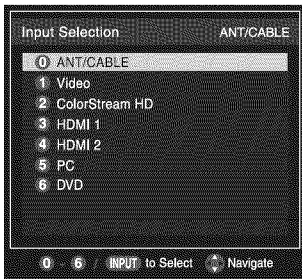 Input Selection ANT/CABLE
0 ANT/CABLE
1 Video
2 ColorStream HD
3 HDMI 1
4 HDMI 2
5 PC
6 DVD
0 - 6 / INPUT to Select Navigate